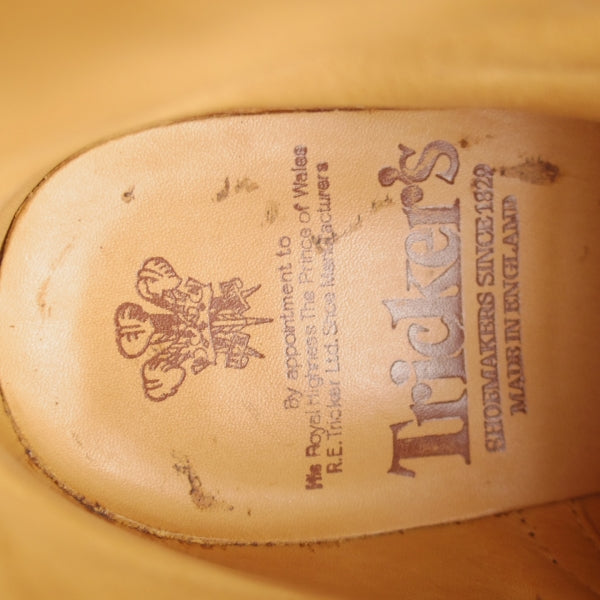 By appointment to
His Royal Highness The Prince of Wales
R.E. Tricker Ltd. Shoe Manufacturers
Tricker's
SHOEMAKERS SINCE 1829
MADE IN ENGLAND